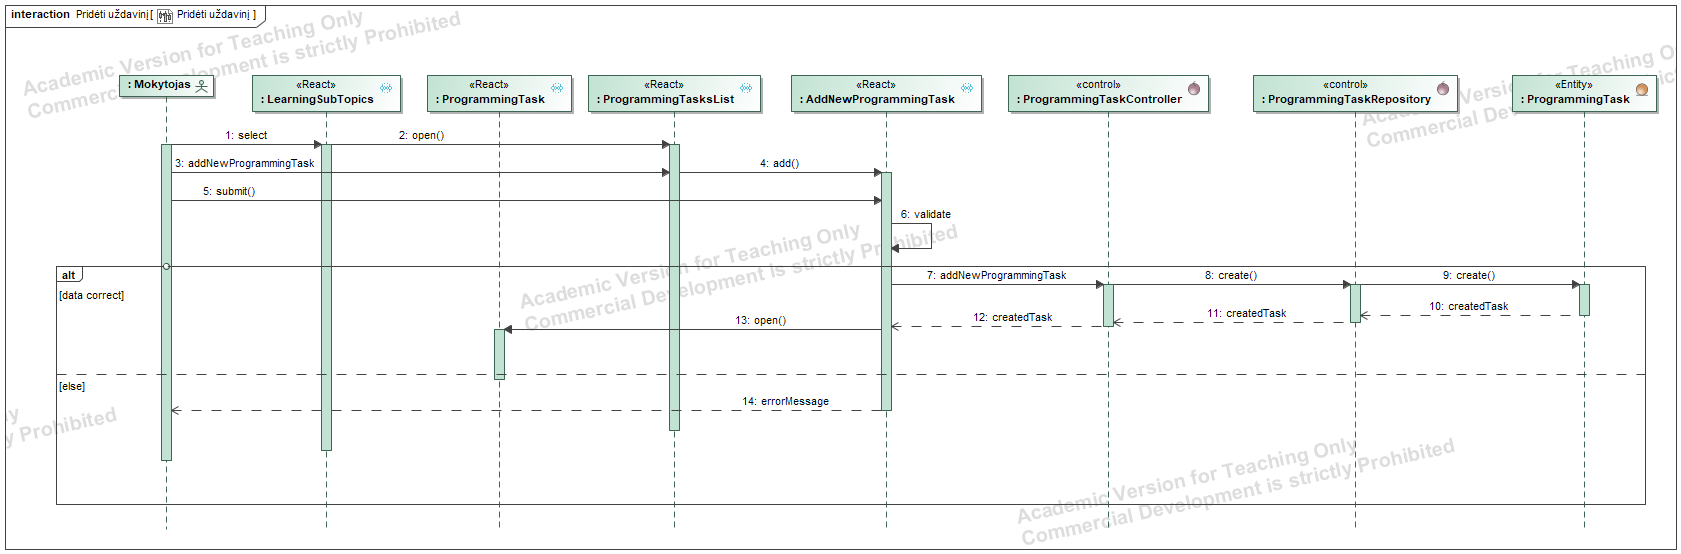 interaction Pridėti uždavinį[ Pridėti uždavinį ]
Academic Version for Teaching Only
Commercial Development is strictly Prohibited
: Mokytojas
«React»
: LearningSubTopics
«React»
: ProgrammingTask
«React»
: ProgrammingTasksList
«React»
: AddNewProgrammingTask
«control»
: ProgrammingTaskController
«control»
: ProgrammingTaskRepository
«Entity»
: ProgrammingTask
1: select
2: open()
3: addNewProgrammingTask
4: add()
5: submit()
6: validate
alt
[data correct]
7: addNewProgrammingTask
8: create()
9: create()
10: createdTask
11: createdTask
12: createdTask
13: open()
[else]
14: errorMessage
Academic Version for Teaching Only
Commercial Development is strictly Prohibited
Academic Version for Teaching Only
Commercial Development is strictly Prohibited